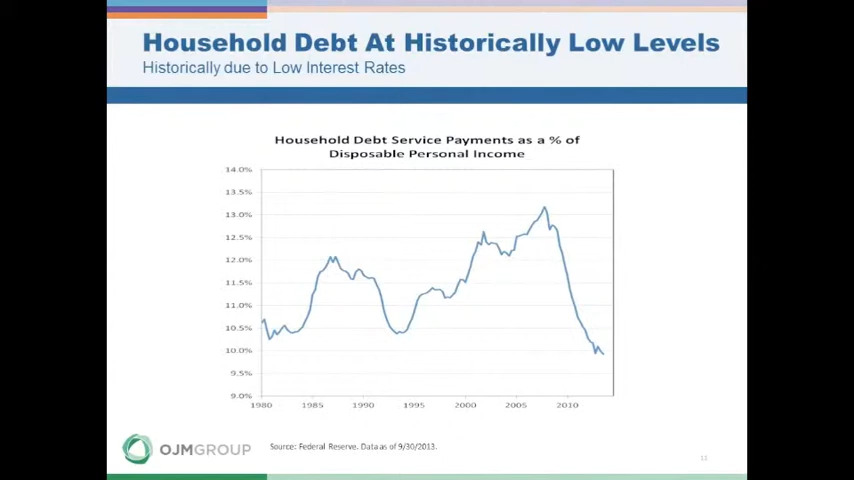 Household Debt At Historically Low Levels
Historically due to Low Interest Rates
Household Debt Service Payments as a % of
Disposable Personal Income
14.0%
13.5%
13.0%
12.5%
12.0%
11.5%
11.0%
10.5%
10.0%
9.5%
9.0%
1980 1985 1990 1995 2000 2005 2010
OJMGROUP
Source: Federal Reserve. Data as of 9/30/2013.